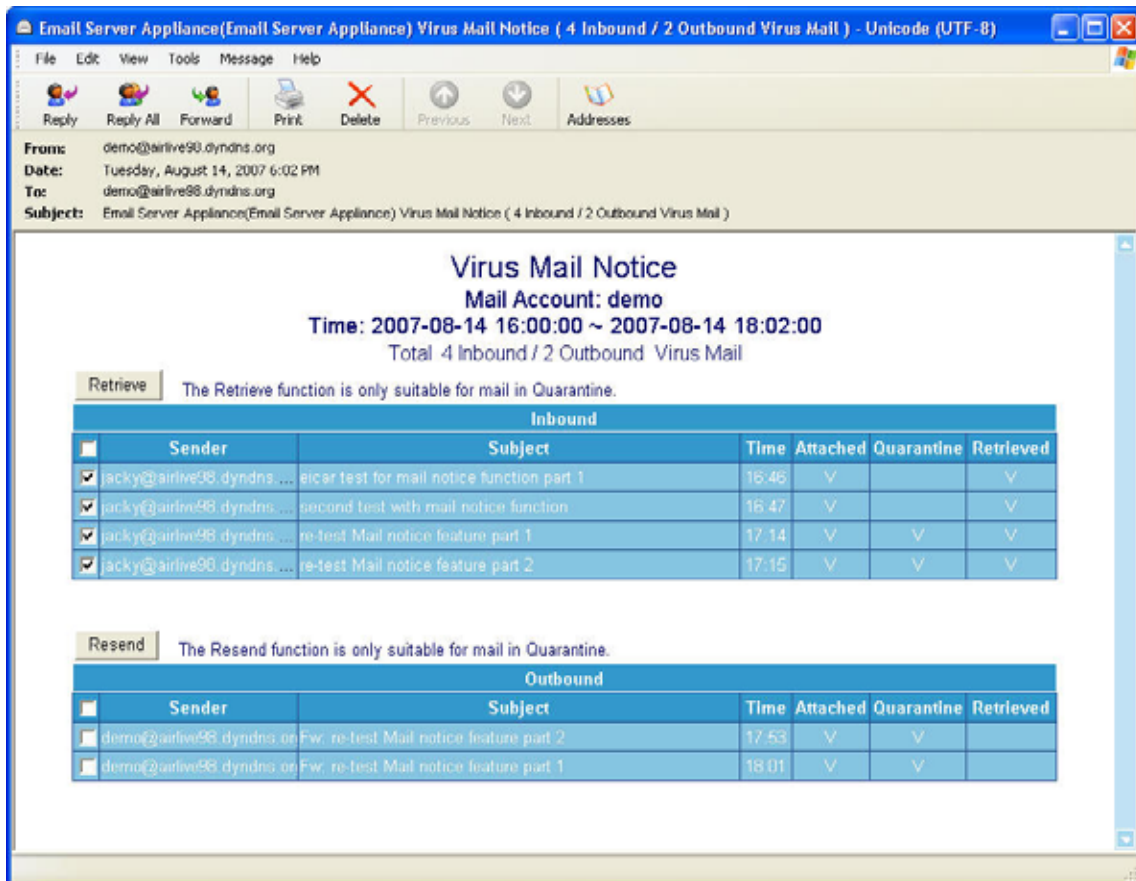 Email Server Appliance(Email Server Appliance) Virus Mail Notice ( 4 Inbound / 2 Outbound Virus Mail ) - Unicode (UTF-8)
File Edit View Tools Message Help
Reply Reply All Forward Print Delete Previous Next Addresses
From: demo@airlive98.dyndns.org
Date: Tuesday, August 14, 2007 6:02 PM
To: demo@airlive98.dyndns.org
Subject: Email Server Appliance(Email Server Appliance) Virus Mail Notice ( 4 Inbound / 2 Outbound Virus Mail )
Virus Mail Notice
Mail Account: demo
Time: 2007-08-14 16:00:00 ~ 2007-08-14 18:02:00
Total 4 Inbound / 2 Outbound Virus Mail
Retrieve The Retrieve function is only suitable for mail in Quarantine.
Inbound
Sender Subject Time Attached Quarantine Retrieved
jacky@airlive98.dyndns.... eicar test for mail notice function part 1 16:46 V V
jacky@airlive98.dyndns.... second test with mail notice function 16:47 V V
jacky@airlive98.dyndns.... re-test Mail notice feature part 1 17:14 V V V
jacky@airlive98.dyndns.... re-test Mail notice feature part 2 17:15 V V V
Resend The Resend function is only suitable for mail in Quarantine.
Outbound
Sender Subject Time Attached Quarantine Retrieved
demo@airlive98.dyndns.or Fw: re-test Mail notice feature part 2 17:53 V V
demo@airlive98.dyndns.or Fw: re-test Mail notice feature part 1 18:01 V V